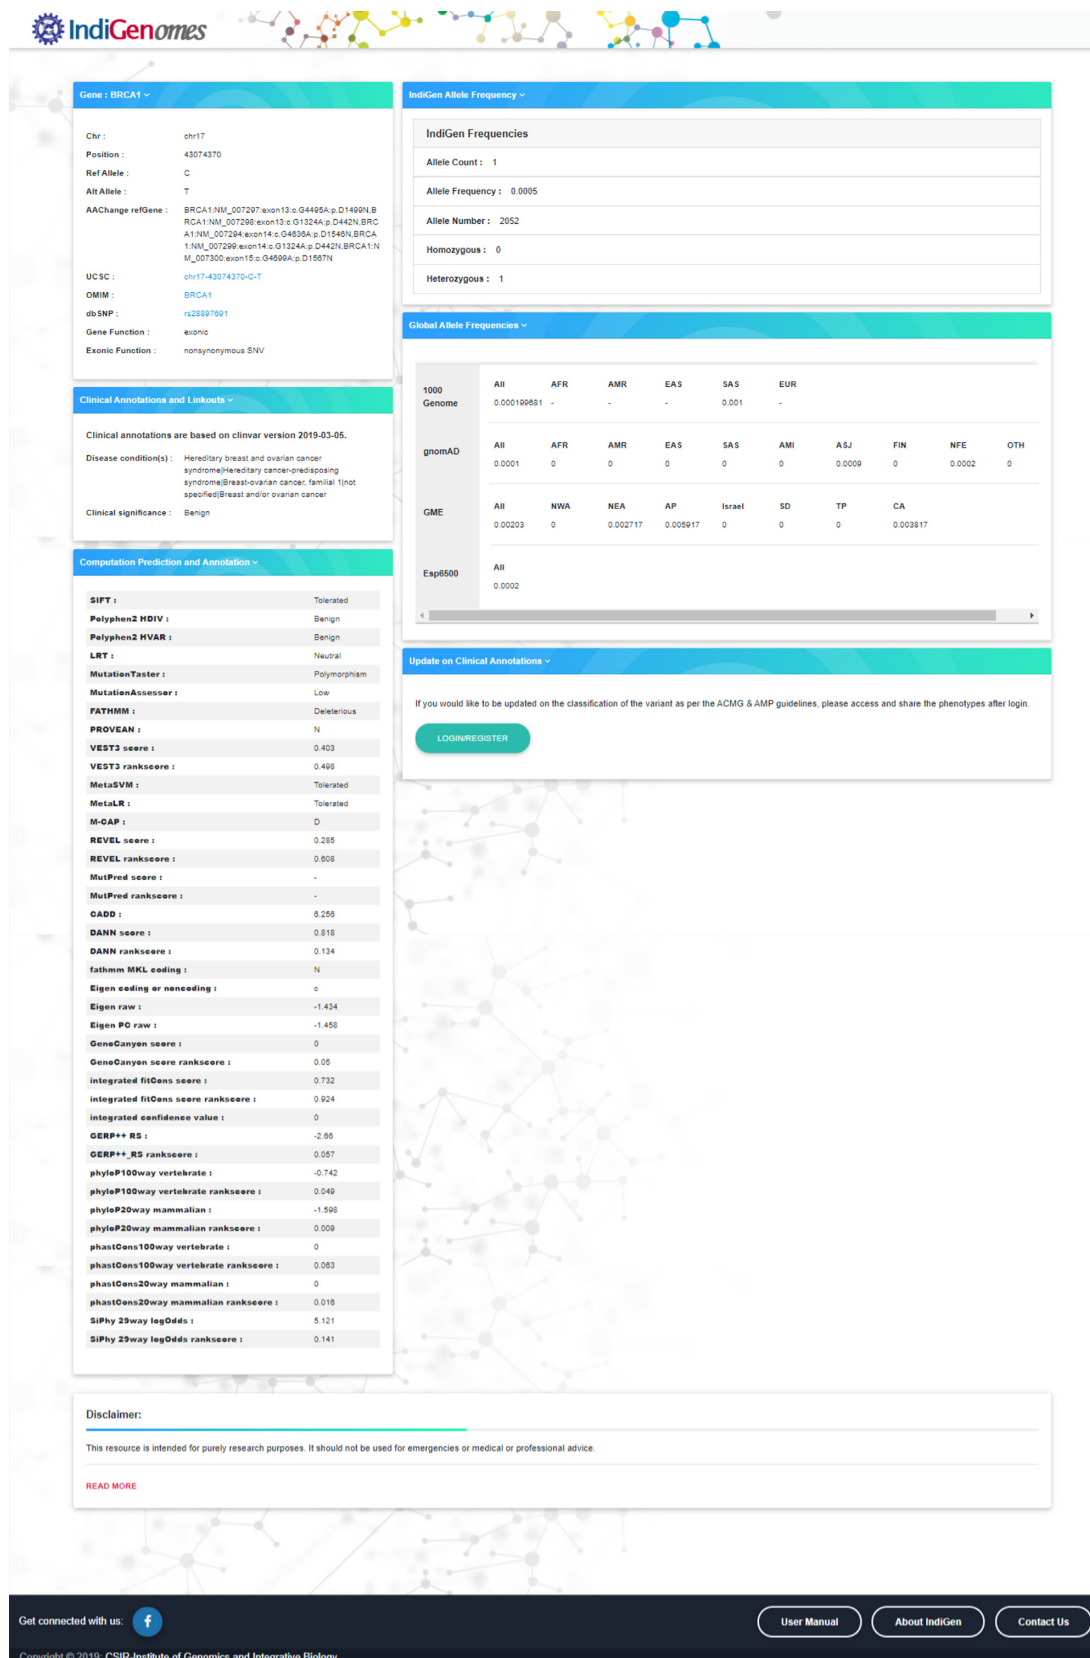 IndiGenomes
Gene : BRCA1
Chr : chr17
Position : 43074370
Ref Allele : C
Alt Allele : T
AAChange refGene : BRCA1:NM_007297:exon13:c.G4495A:p.D1499N,B
RCA1:NM_007298:exon13:c.G1324A:p.D442N,BRC
A1:NM_007294:exon14:c.G4636A:p.D1546N,BRCA
1:NM_007299:exon14:c.G1324A:p.D442N,BRCA1:N
M_007300:exon15:c.G4699A:p.D1567N
UCSC : chr17-43074370-C-T
OMIM : BRCA1
dbSNP : rs28897691
Gene Function : exonic
Exonic Function : nonsynonymous SNV
Clinical Annotations and Linkouts
Clinical annotations are based on clinvar version 2019-03-05.
Disease condition(s) : Hereditary breast and ovarian cancer
syndrome|Hereditary cancer-predisposing
syndrome|Breast-ovarian cancer, familial 1|not
specified|Breast and/or ovarian cancer
Clinical significance : Benign
Computation Prediction and Annotation
SIFT : Tolerated
Polyphen2 HDIV : Benign
Polyphen2 HVAR : Benign
LRT : Neutral
MutationTaster : Polymorphism
MutationAssessor : Low
FATHMM : Deleterious
PROVEAN : N
VEST3 score : 0.403
VEST3 rankscore : 0.498
MetaSVM : Tolerated
MetaLR : Tolerated
M-CAP : D
REVEL score : 0.285
REVEL rankscore : 0.608
MutPred score : -
MutPred rankscore : -
CADD : 6.256
DANN score : 0.818
DANN rankscore : 0.134
fathmm MKL coding : N
Eigen coding or noncoding : c
Eigen raw : -1.434
Eigen PC raw : -1.458
GenoCanyon score : 0
GenoCanyon score rankscore : 0.05
integrated fitCons score : 0.732
integrated fitCons score rankscore : 0.924
integrated confidence value : 0
GERP++ RS : -2.66
GERP++_RS rankscore : 0.057
phyloP100way vertebrate : -0.742
phyloP100way vertebrate rankscore : 0.049
phyloP20way mammalian : -1.598
phyloP20way mammalian rankscore : 0.009
phastCons100way vertebrate : 0
phastCons100way vertebrate rankscore : 0.063
phastCons20way mammalian : 0
phastCons20way mammalian rankscore : 0.016
SiPhy 29way logOdds : 5.121
SiPhy 29way logOdds rankscore : 0.141
IndiGen Allele Frequency
IndiGen Frequencies
Allele Count : 1
Allele Frequency : 0.0005
Allele Number : 2052
Homozygous : 0
Heterozygous : 1
Global Allele Frequencies
1000 Genome
All AFR AMR EAS SAS EUR
0.000199681 - - - 0.001 -
gnomAD
All AFR AMR EAS SAS AMI ASJ FIN NFE OTH
0.0001 0 0 0 0 0 0.0009 0 0.0002 0
GME
All NWA NEA AP Israel SD TP CA
0.00203 0 0.002717 0.005917 0 0 0 0.003817
Esp6500
All
0.0002
Update on Clinical Annotations
If you would like to be updated on the classification of the variant as per the ACMG & AMP guidelines, please access and share the phenotypes after login.
LOGIN/REGISTER
Disclaimer:
This resource is intended for purely research purposes. It should not be used for emergencies or medical or professional advice.
READ MORE
Get connected with us: f
User Manual About IndiGen Contact Us
Copyright © 2019: CSIR-Institute of Genomics and Integrative Biology